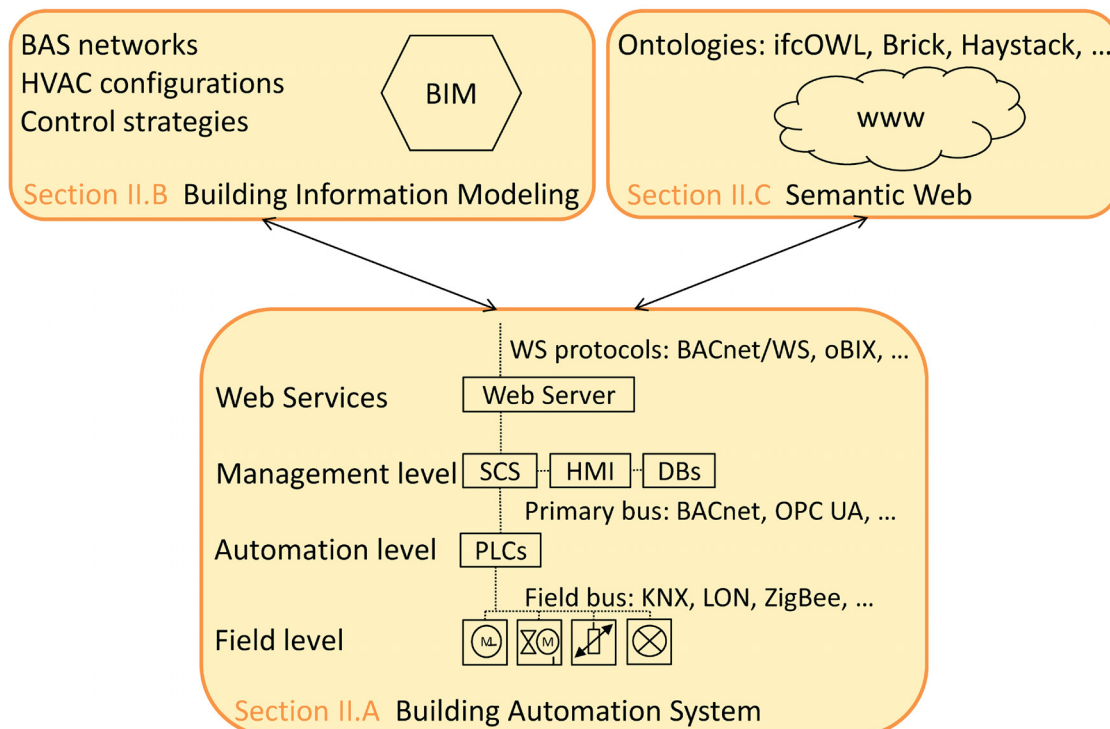 BAS networks
HVAC configurations
Control strategies
BIM
Section II.B Building Information Modeling
Ontologies: ifcOWL, Brick, Haystack, ...
www
Section II.C Semantic Web
WS protocols: BACnet/WS, oBIX, ...
Web Services
Web Server
Management level
SCS
HMI
DBs
Primary bus: BACnet, OPC UA, ...
Automation level
PLCs
Field bus: KNX, LON, ZigBee, ...
Field level
M
M
Section II.A Building Automation System